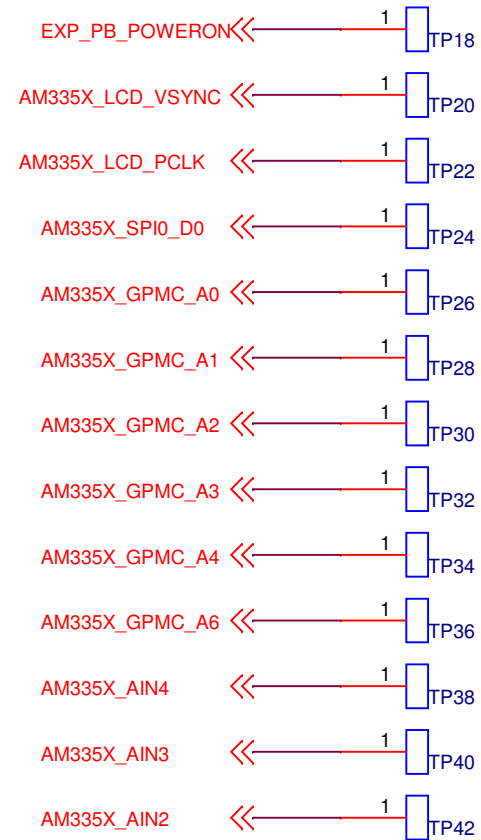 EXP_PB_POWERON 1 TP18
AM335X_LCD_VSYNC 1 TP20
AM335X_LCD_PCLK 1 TP22
AM335X_SPI0_D0 1 TP24
AM335X_GPMC_A0 1 TP26
AM335X_GPMC_A1 1 TP28
AM335X_GPMC_A2 1 TP30
AM335X_GPMC_A3 1 TP32
AM335X_GPMC_A4 1 TP34
AM335X_GPMC_A6 1 TP36
AM335X_AIN4 1 TP38
AM335X_AIN3 1 TP40
AM335X_AIN2 1 TP42